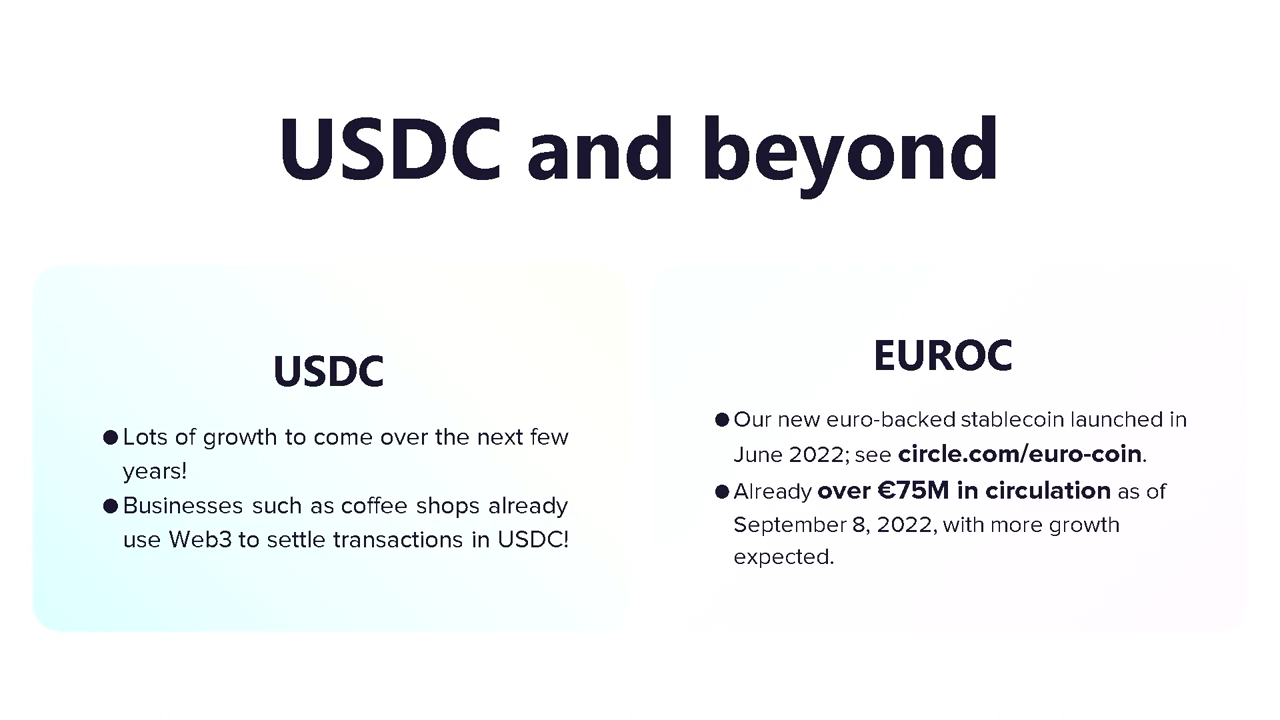 USDC and beyond
USDC
● Lots of growth to come over the next few
years!
● Businesses such as coffee shops already
use Web3 to settle transactions in USDC!
EUROC
● Our new euro-backed stablecoin launched in
June 2022; see circle.com/euro-coin.
● Already over €75M in circulation as of
September 8, 2022, with more growth
expected.